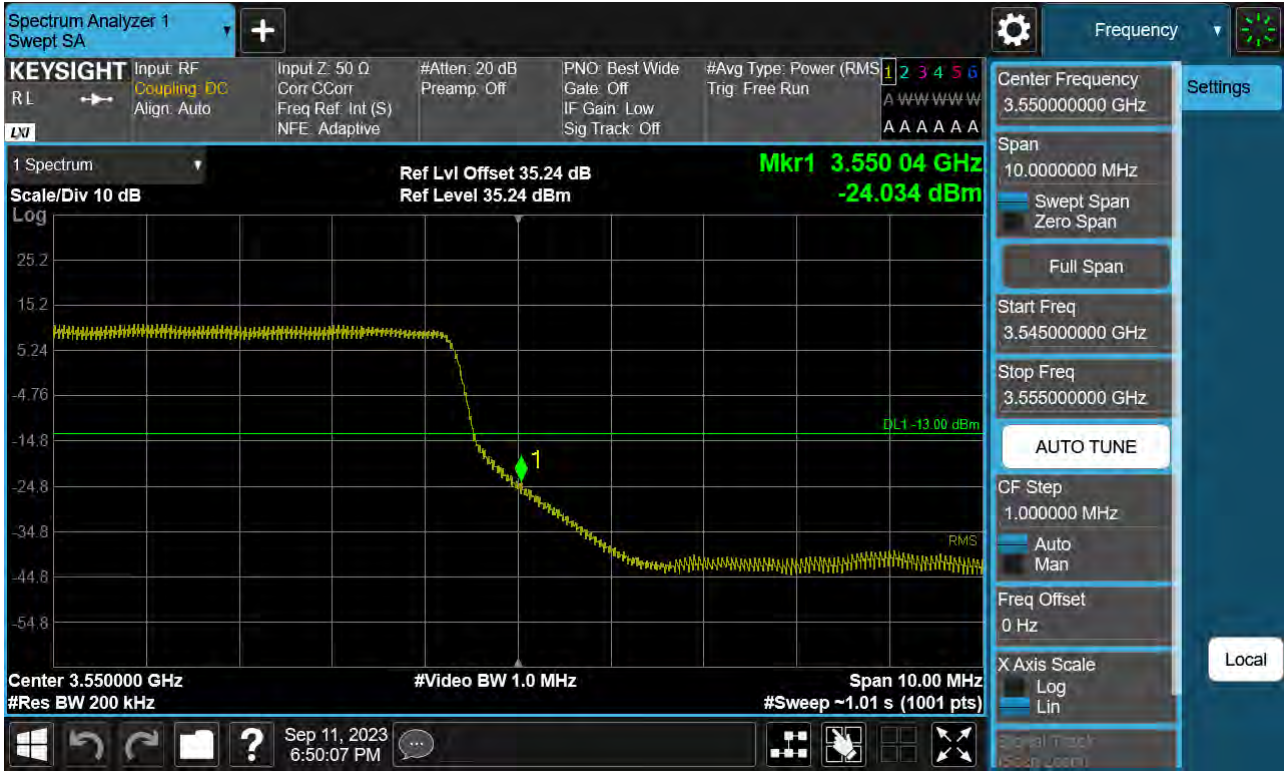 Spectrum Analyzer 1
Swept SA
Frequency
KEYSIGHT
R L
LXI
Input: RF
Coupling: DC
Align: Auto
Input Z: 50 Ω
Corr CCorr
Freq Ref: Int (S)
NFE: Adaptive
#Atten: 20 dB
Preamp: Off
PNO: Best Wide
Gate: Off
IF Gain: Low
Sig Track: Off
#Avg Type: Power (RMS
Trig: Free Run
1 2 3 4 5 6
A W W W W W
A A A A A A
1 Spectrum
Scale/Div 10 dB
Ref Lvl Offset 35.24 dB
Ref Level 35.24 dBm
Mkr1 3.550 04 GHz
-24.034 dBm
Log
25.2
15.2
5.24
-4.76
-14.8
-24.8
-34.8
-44.8
-54.8
DL1 -13.00 dBm
1
RMS
Center 3.550000 GHz
#Res BW 200 kHz
#Video BW 1.0 MHz
Span 10.00 MHz
#Sweep ~1.01 s (1001 pts)
Center Frequency
3.550000000 GHz
Settings
Span
10.0000000 MHz
Swept Span
Zero Span
Full Span
Start Freq
3.545000000 GHz
Stop Freq
3.555000000 GHz
AUTO TUNE
CF Step
1.000000 MHz
Auto
Man
Freq Offset
0 Hz
X Axis Scale
Log
Lin
Local
Signal Track
(Span Zoom)
?
Sep 11, 2023
6:50:07 PM